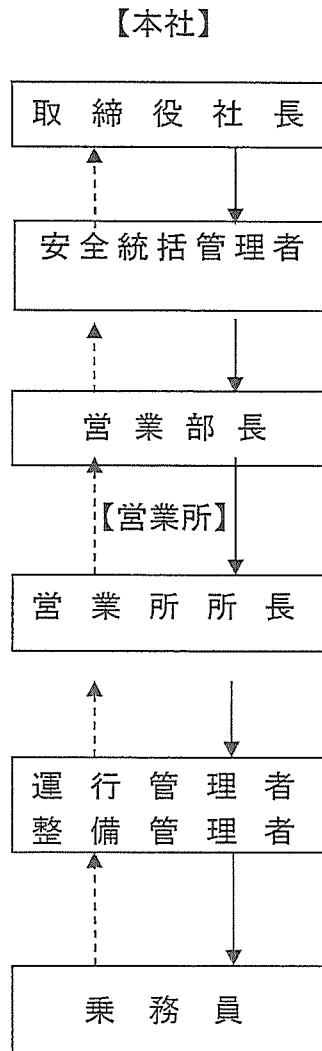 【本社】
取締役社長
安全統括管理者
営業部長
【営業所】
営業所所長
運行管理者
整備管理者
乗務員